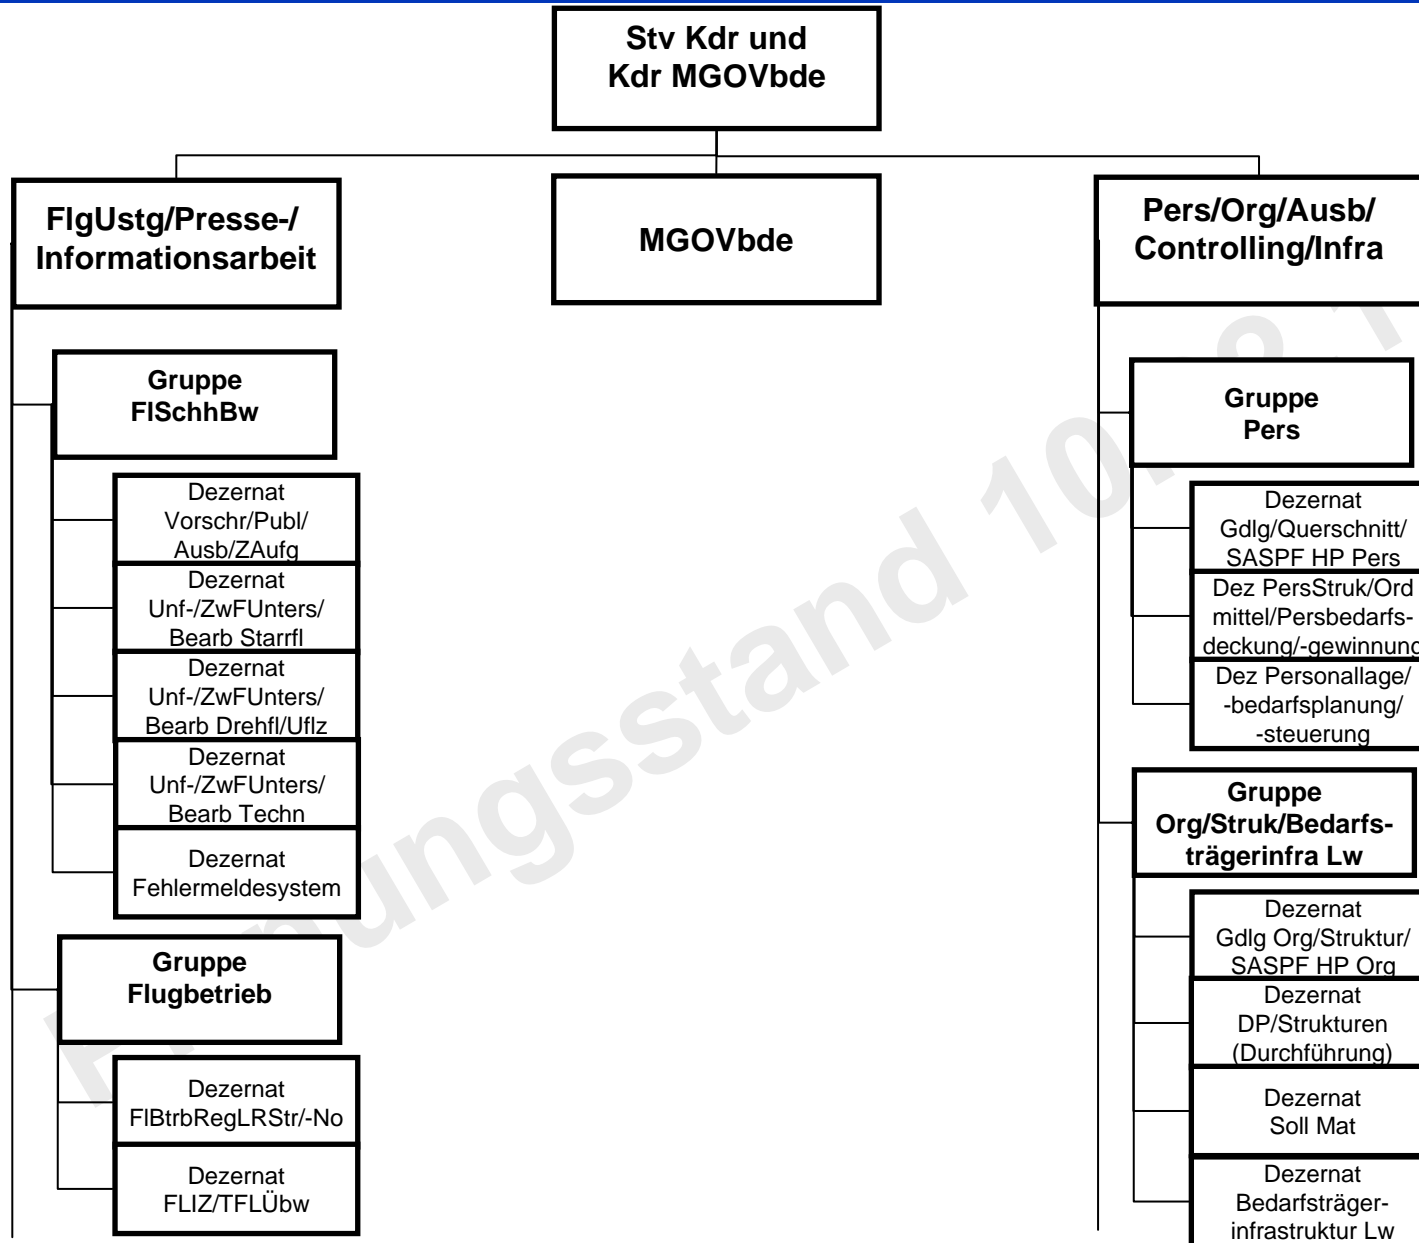 Stv Kdr und
Kdr MGOVbde
FlgUstg/Presse-/
Informationsarbeit
MGOVbde
Pers/Org/Ausb/
Controlling/Infra
Gruppe
FlSchhBw
Dezernat
Vorschr/Publ/
Ausb/ZAufg
Dezernat
Unf-/ZwFUnters/
Bearb Starrfl
Dezernat
Unf-/ZwFUnters/
Bearb Drehfl/Uflz
Dezernat
Unf-/ZwFUnters/
Bearb Techn
Dezernat
Fehlermeldesystem
Gruppe
Flugbetrieb
Dezernat
FlBtrbRegLRStr/-No
Dezernat
FLIZ/TFLÜbw
Gruppe
Pers
Dezernat
Gdlg/Querschnitt/
SASPF HP Pers
Dez PersStruk/Ord
mittel/Persbedarfs-
deckung/-gewinnung
Dez Personallage/
-bedarfsplanung/
-steuerung
Gruppe
Org/Struk/Bedarfs-
trägerinfra Lw
Dezernat
Gdlg Org/Struktur/
SASPF HP Org
Dezernat
DP/Strukturen
(Durchführung)
Dezernat
Soll Mat
Dezernat
Bedarfsträger-
infrastruktur Lw